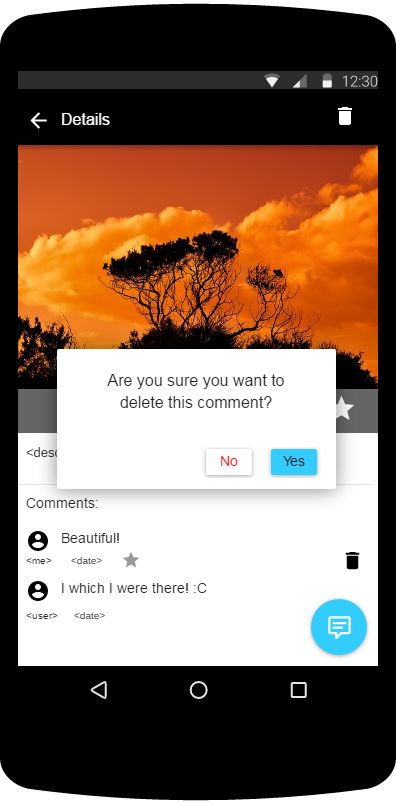 12:30
Details
Are you sure you want to
delete this comment?
No
Yes
<desc
Comments:
Beautiful!
<me> <date>
I which I were there! :C
<user> <date>